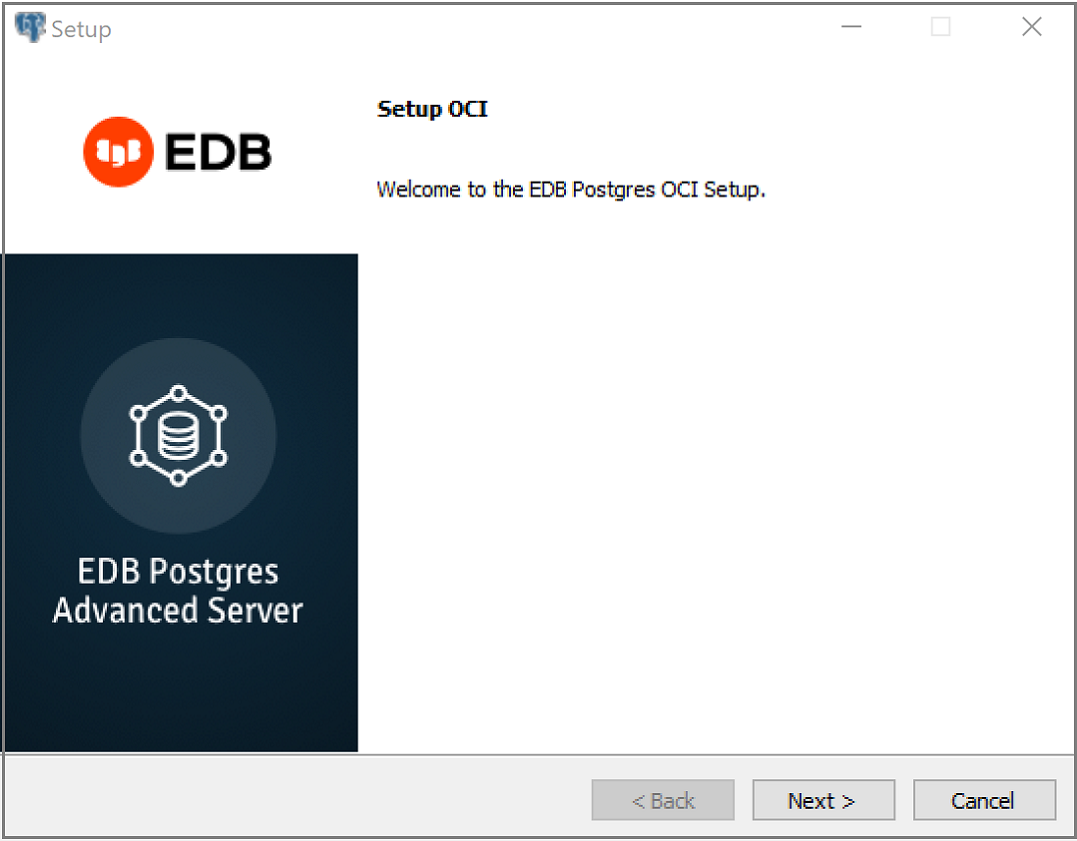 Setup
EDB
Setup OCI
Welcome to the EDB Postgres OCI Setup.
EDB Postgres
Advanced Server
< Back
Next >
Cancel